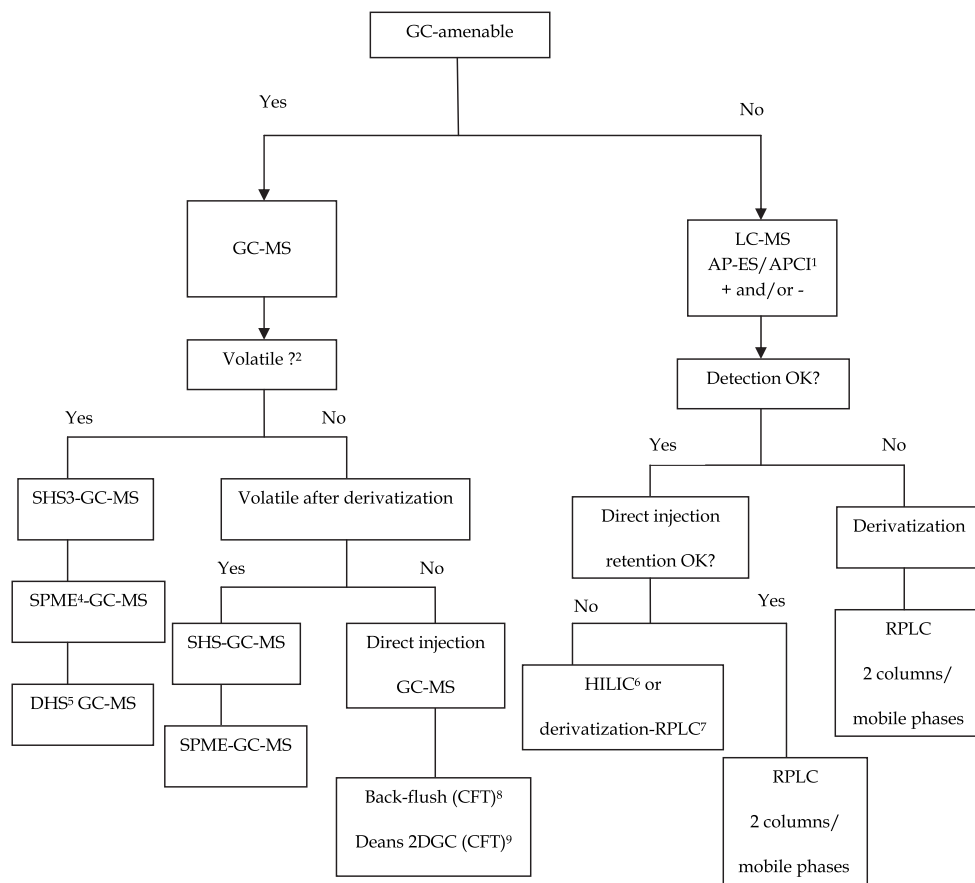 GC-amenable
Yes
No
GC-MS
LC-MS
AP-ES/APCI¹
+ and/or -
Volatile ?²
Detection OK?
Yes
No
Yes
No
SHS3-GC-MS
Volatile after derivatization
Direct injection
retention OK?
Derivatization
Yes
No
No
Yes
SPME⁴-GC-MS
SHS-GC-MS
Direct injection
GC-MS
RPLC
2 columns/
mobile phases
DHS⁵ GC-MS
HILIC⁶ or
derivatization-RPLC⁷
SPME-GC-MS
Back-flush (CFT)⁸
Deans 2DGC (CFT)⁹
RPLC
2 columns/
mobile phases